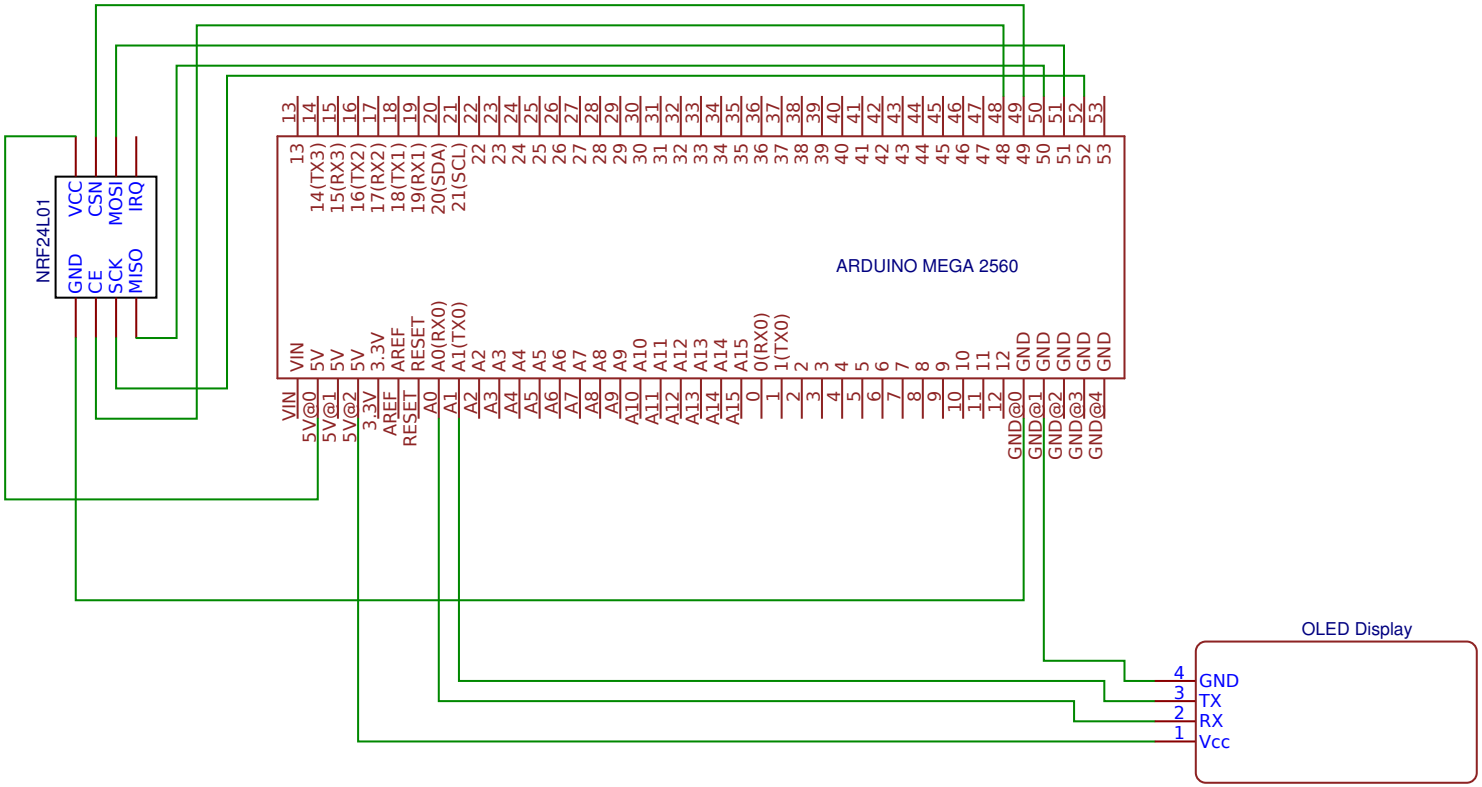 13 14 15 16 17 18 19 20 21 22 23 24 25 26 27 28 29 30 31 32 33 34 35 36 37 38 39 40 41 42 43 44 45 46 47 48 49 50 51 52 53
13 14(TX3) 15(RX3) 16(TX2) 17(RX2) 18(TX1) 19(RX1) 20(SDA) 21(SCL) 22 23 24 25 26 27 28 29 30 31 32 33 34 35 36 37 38 39 40 41 42 43 44 45 46 47 48 49 50 51 52 53
NRF24L01
VCC CSN MOSI IRQ
GND CE SCK MISO
ARDUINO MEGA 2560
VIN 5V 5V 5V 3.3V AREF RESET A0(RX0) A1(TX0) A2 A3 A4 A5 A6 A7 A8 A9 A10 A11 A12 A13 A14 A15 0(RX0) 1(TX0) 2 3 4 5 6 7 8 9 10 11 12 GND GND GND GND GND
VIN 5V@0 5V@1 5V@2 3.3V AREF RESET A0 A1 A2 A3 A4 A5 A6 A7 A8 A9 A10 A11 A12 A13 A14 A15 0 1 2 3 4 5 6 7 8 9 10 11 12 GND@0 GND@1 GND@2 GND@3 GND@4
OLED Display
4 GND
3 TX
2 RX
1 Vcc